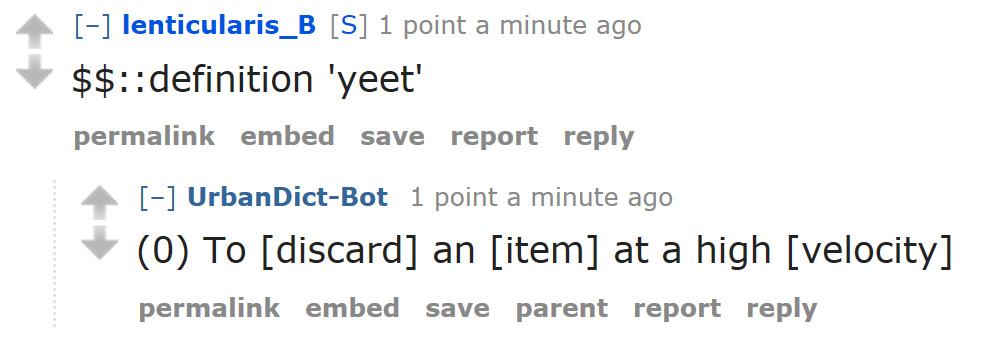 [–] lenticularis_B [S] 1 point a minute ago
$$::definition 'yeet'
permalink embed save report reply
[–] UrbanDict-Bot 1 point a minute ago
(0) To [discard] an [item] at a high [velocity]
permalink embed save parent report reply